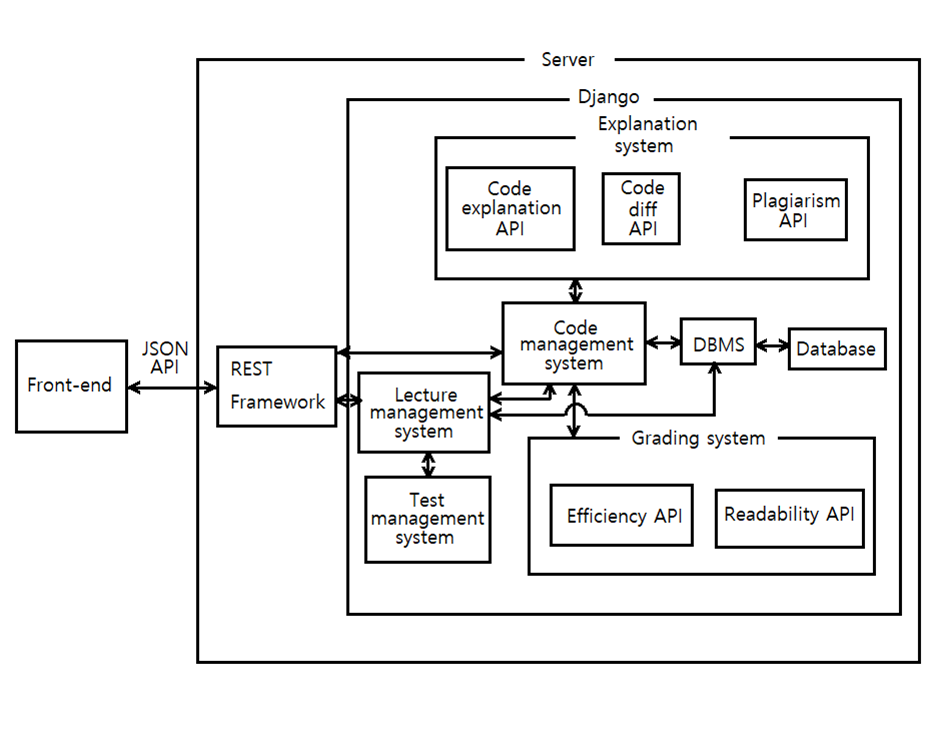 Server
Django
Explanation
system
Code
explanation
API
Code
diff
API
Plagiarism
API
Code
management
system
DBMS
Database
JSON
API
Front-end
REST
Framework
Lecture
management
system
Test
management
system
Grading system
Efficiency API
Readability API